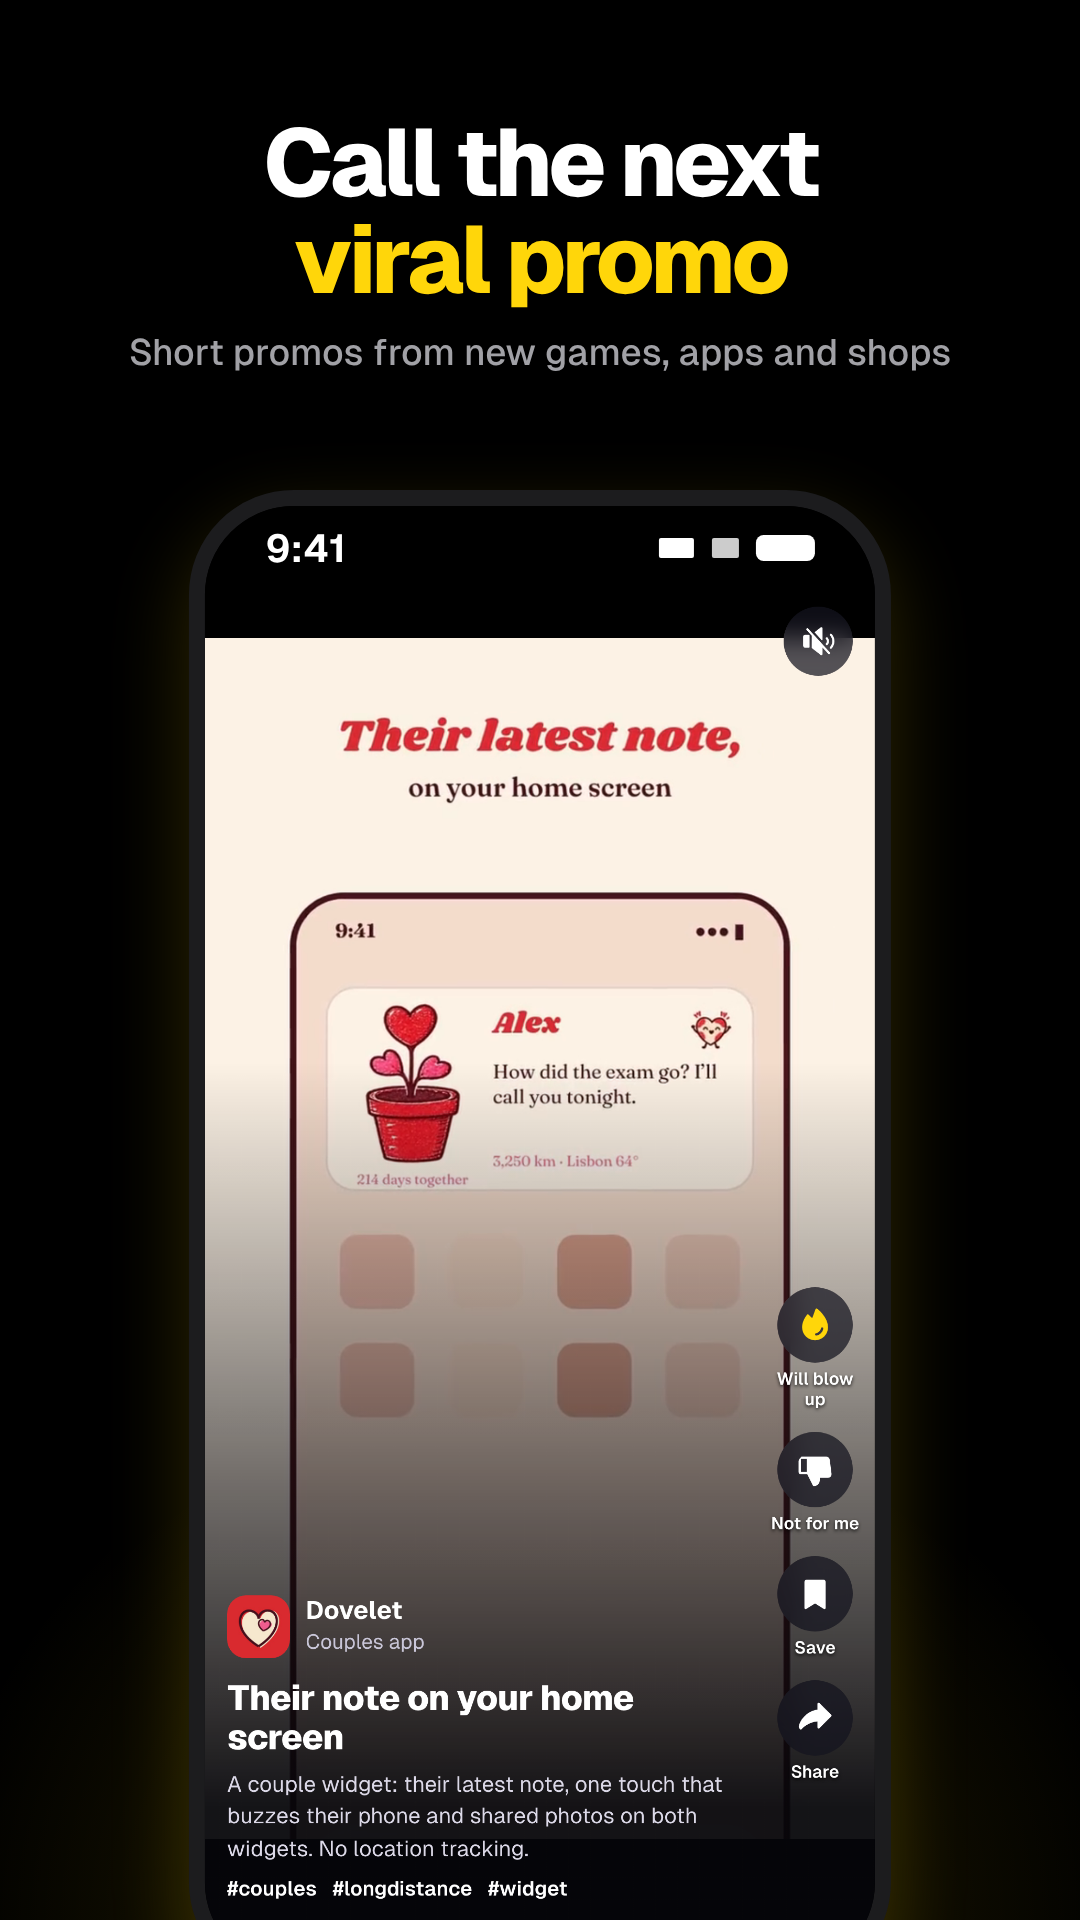 Call the next
viral promo
Short promos from new games, apps and shops
9:41
Their latest note,
on your home screen
9:41
Alex
How did the exam go? I'll
call you tonight.
3,250 km · Lisbon 64°
214 days together
Will blow
up
Not for me
Save
Share
Dovelet
Couples app
Their note on your home
screen
A couple widget: their latest note, one touch that
buzzes their phone and shared photos on both
widgets. No location tracking.
#couples #longdistance #widget